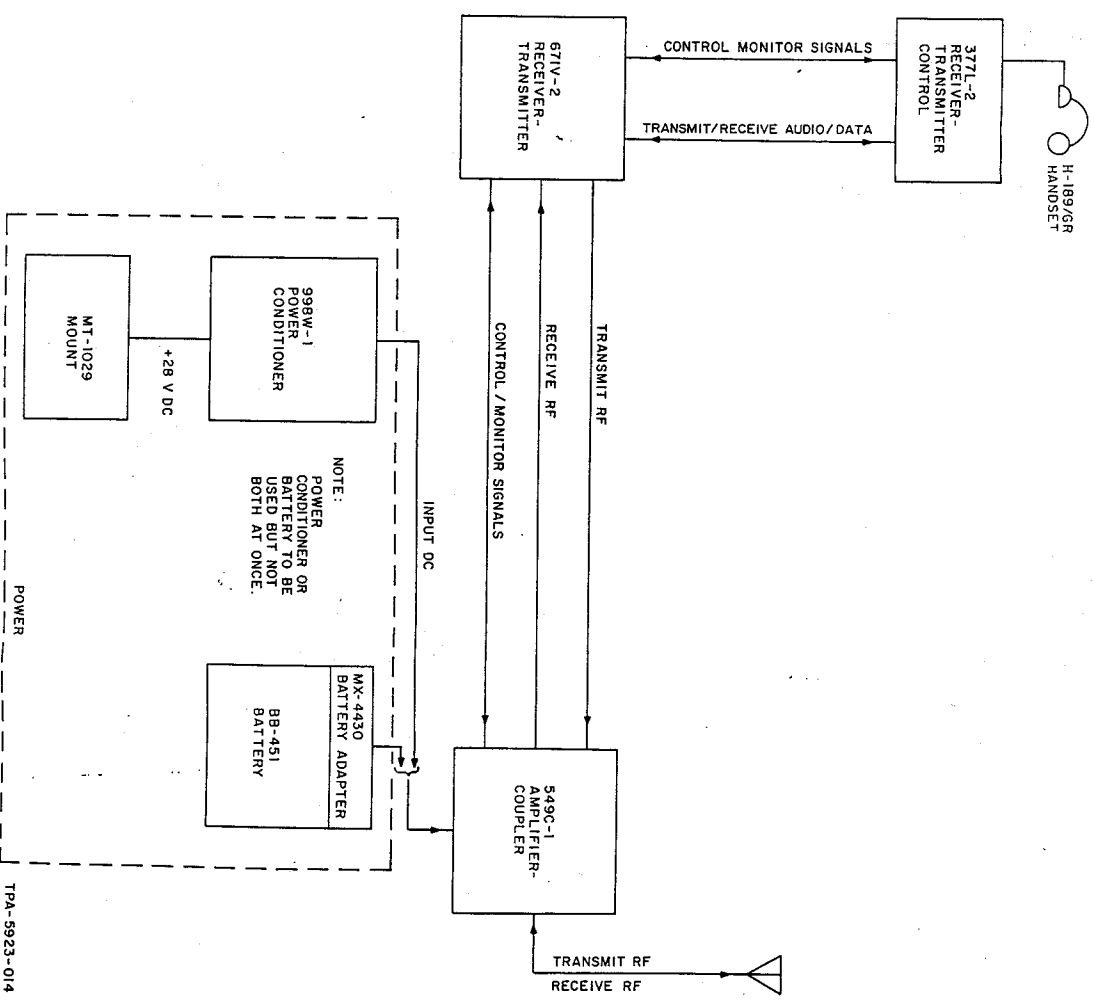 H-189/GR
HANDSET
377L-2
RECEIVER-
TRANSMITTER
CONTROL
CONTROL MONITOR SIGNALS
TRANSMIT/RECEIVE AUDIO/DATA
671V-2
RECEIVER-
TRANSMITTER
TRANSMIT RF
RECEIVE RF
CONTROL/MONITOR SIGNALS
549C-1
AMPLIFIER-
COUPLER
TRANSMIT RF
RECEIVE RF
INPUT DC
998W-1
POWER
CONDITIONER
+28 V DC
MT-1029
MOUNT
NOTE:
POWER
CONDITIONER OR
BATTERY TO BE
USED BUT NOT
BOTH AT ONCE.
MX-4430
BATTERY ADAPTER
BB-451
BATTERY
POWER
TPA-5923-014